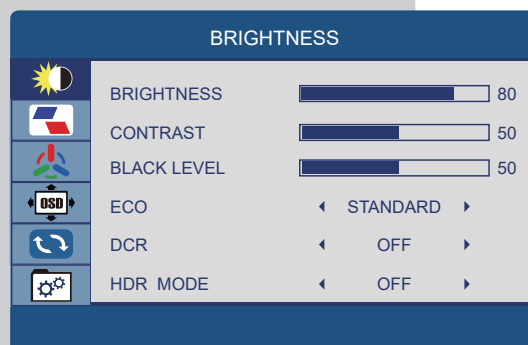 BRIGHTNESS
BRIGHTNESS 80
CONTRAST 50
BLACK LEVEL 50
ECO STANDARD
DCR OFF
OSD
HDR MODE OFF